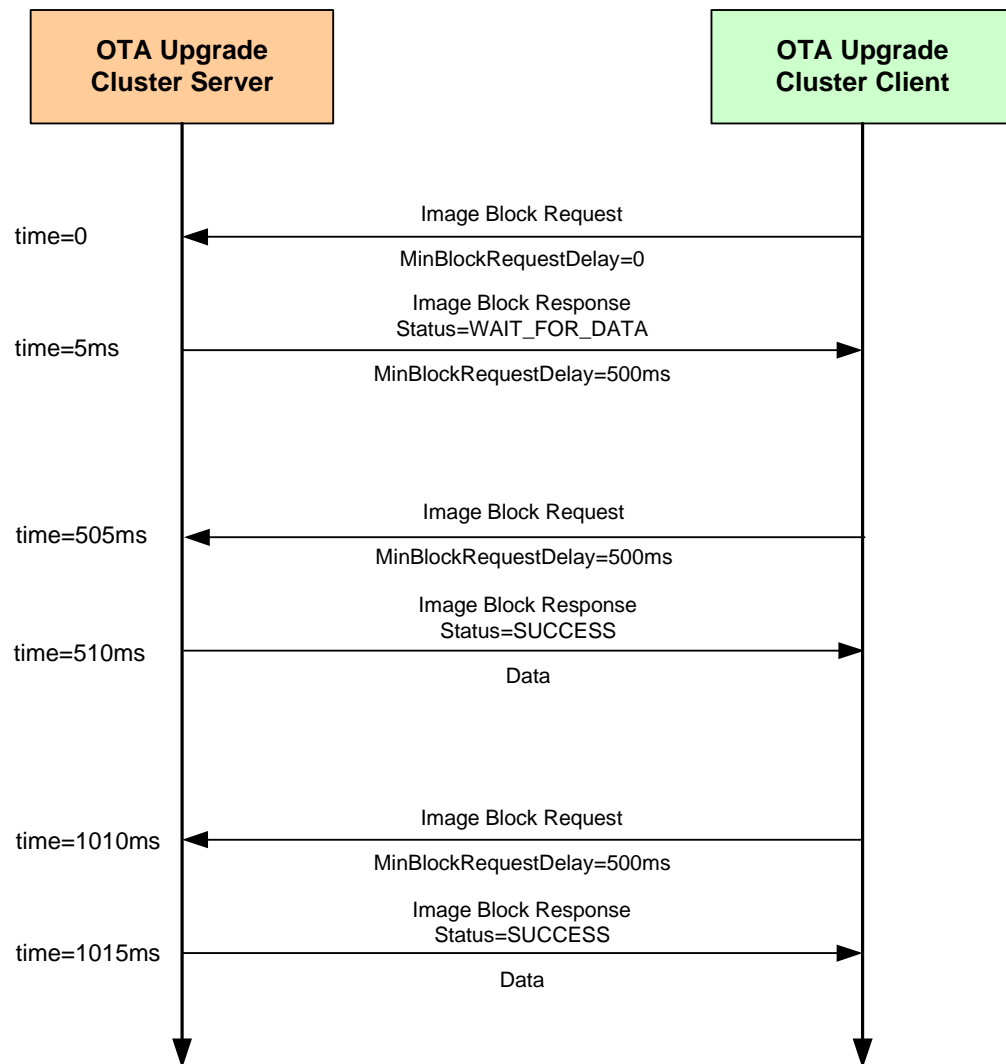 OTA Upgrade
Cluster Server
OTA Upgrade
Cluster Client
time=0
Image Block Request
MinBlockRequestDelay=0
Image Block Response
Status=WAIT_FOR_DATA
time=5ms
MinBlockRequestDelay=500ms
Image Block Request
time=505ms
MinBlockRequestDelay=500ms
Image Block Response
Status=SUCCESS
time=510ms
Data
Image Block Request
time=1010ms
MinBlockRequestDelay=500ms
Image Block Response
Status=SUCCESS
time=1015ms
Data